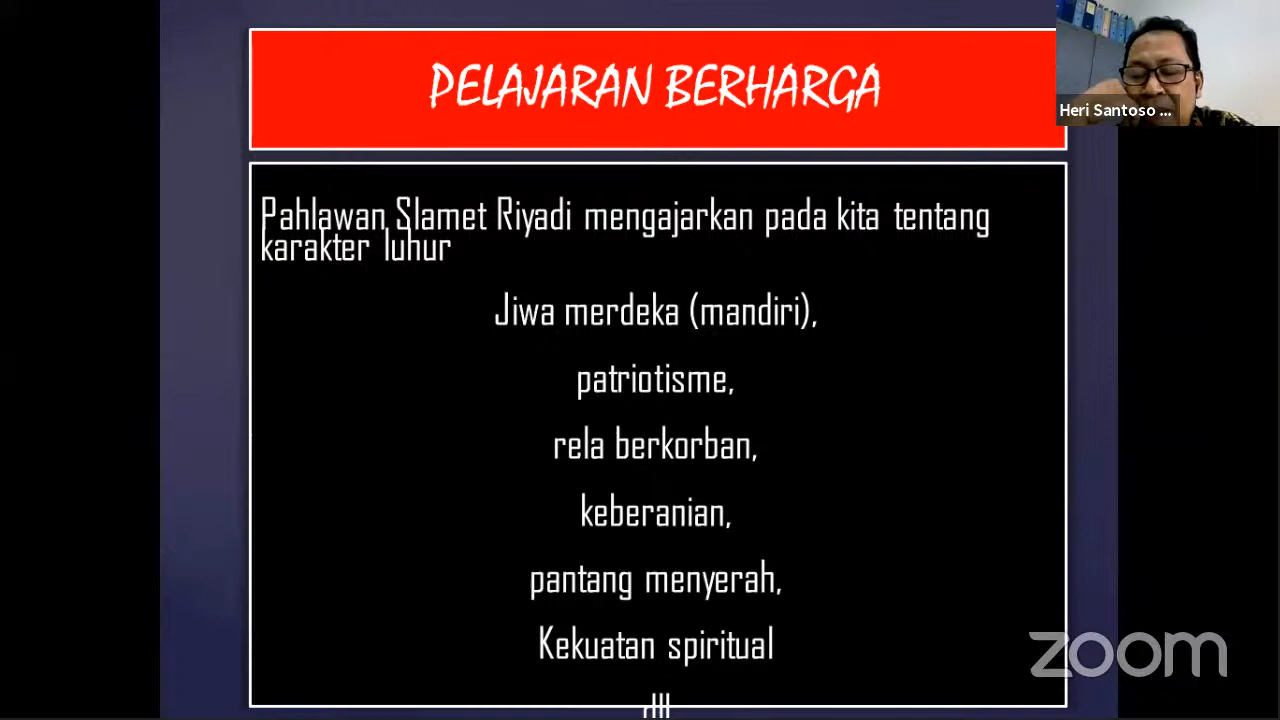 PELAJARAN BERHARGA
Heri Santoso ...
Pahlawan Slamet Riyadi mengajarkan pada kita tentang
karakter luhur
Jiwa merdeka (mandiri),
patriotisme,
rela berkorban,
keberanian,
pantang menyerah,
Kekuatan spiritual
dll
zoom